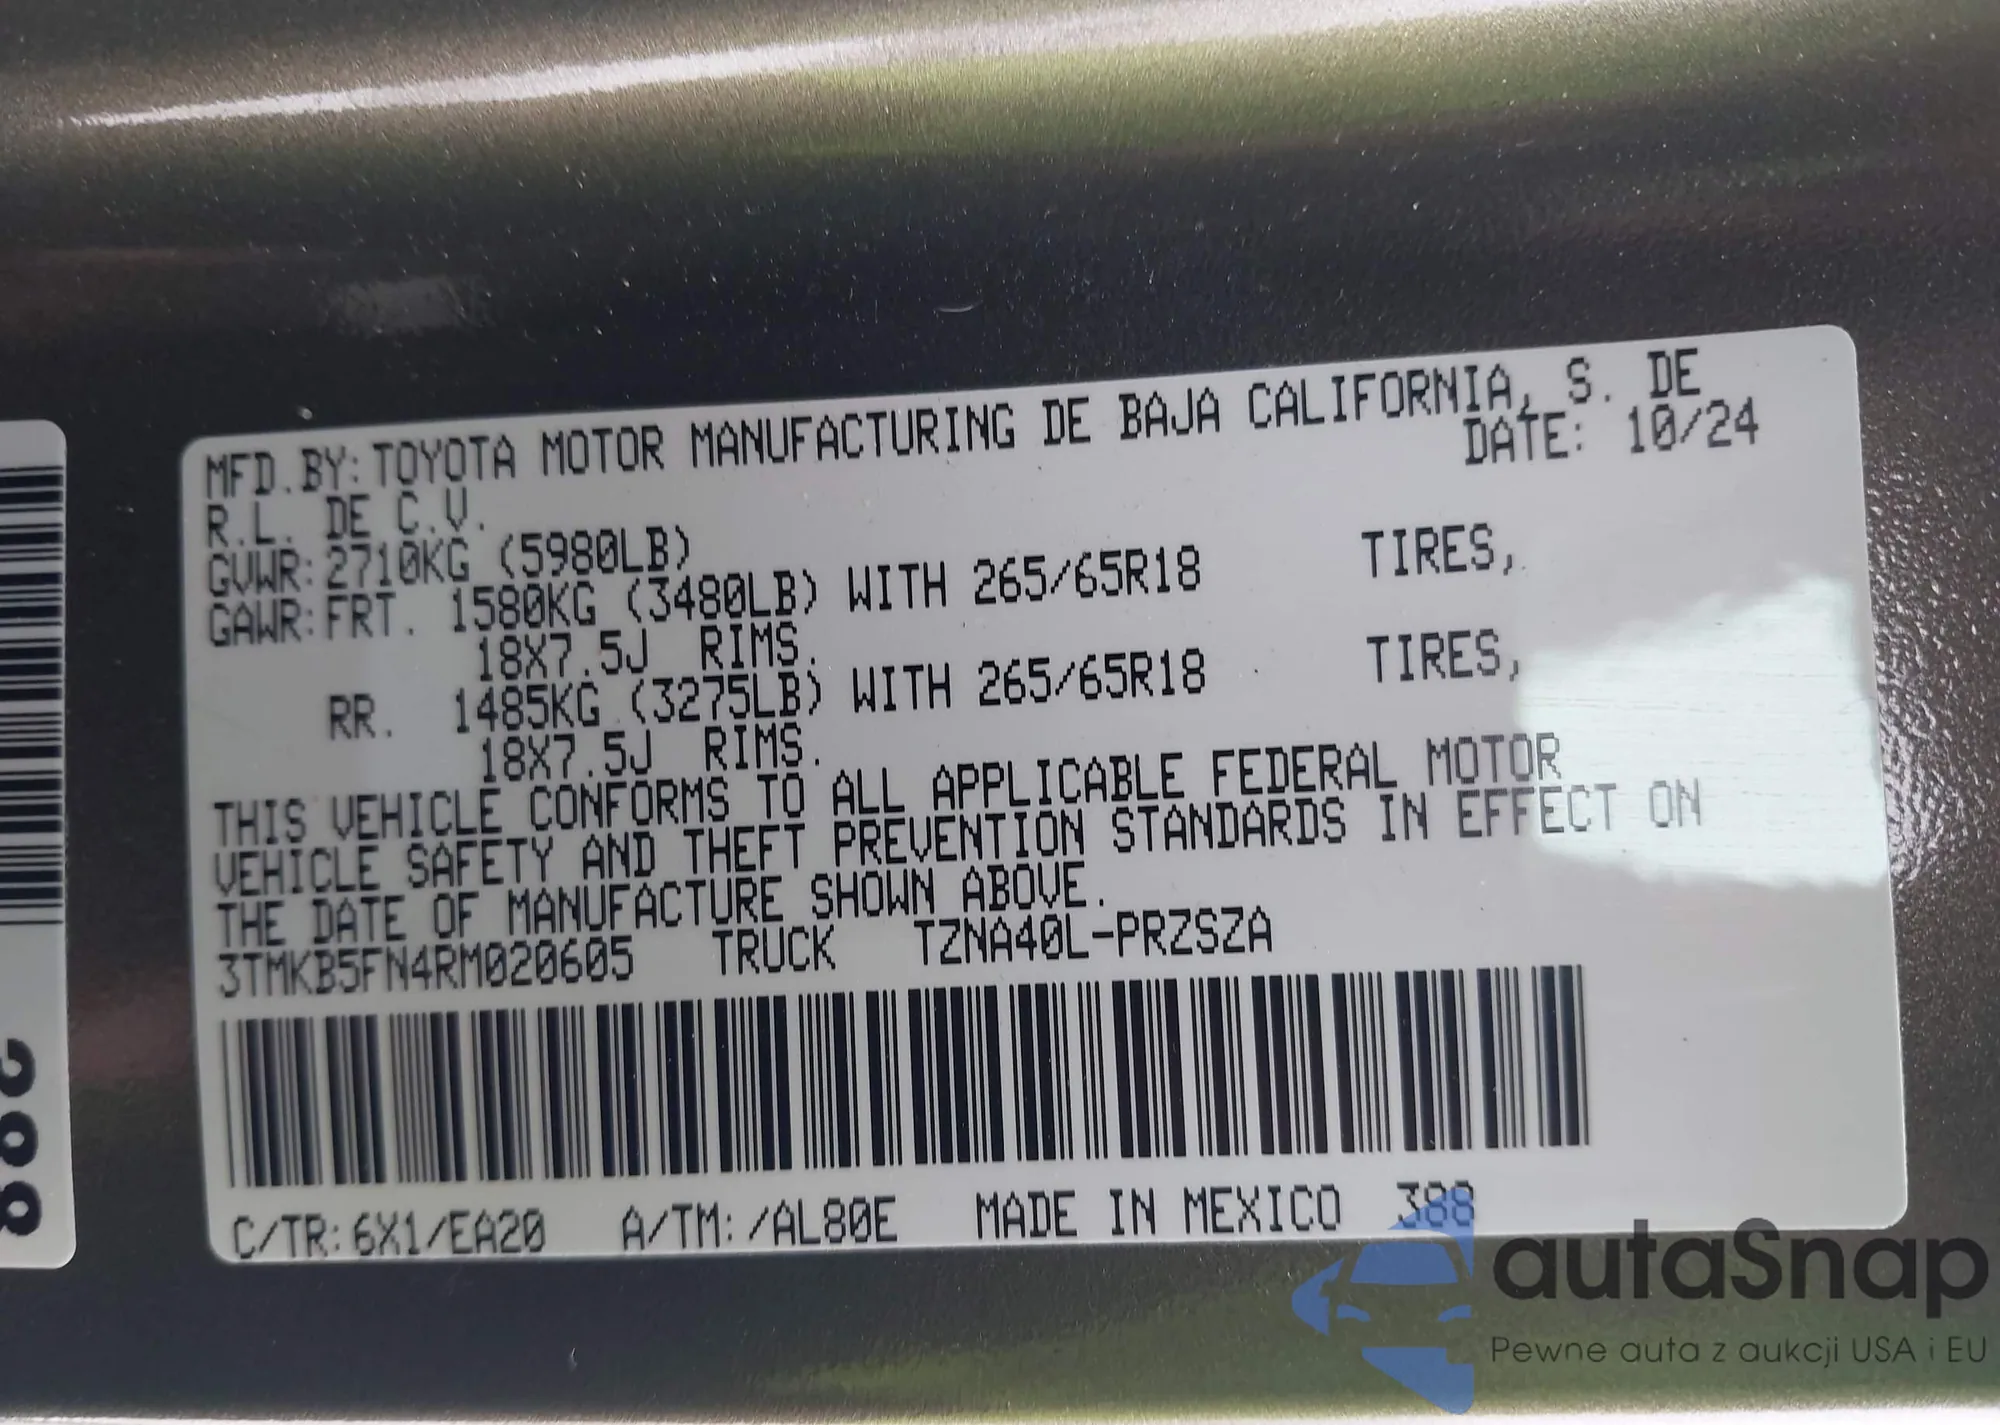 MFD.BY: TOYOTA MOTOR MANUFACTURING DE BAJA CALIFORNIA, S. DE
R.L. DE C.V. DATE: 10/24
GVWR: 2710KG (5980LB)
GAWR: FRT. 1580KG (3480LB) WITH 265/65R18 TIRES,
18X7.5J RIMS.
RR. 1485KG (3275LB) WITH 265/65R18 TIRES,
18X7.5J RIMS.
THIS VEHICLE CONFORMS TO ALL APPLICABLE FEDERAL MOTOR
VEHICLE SAFETY AND THEFT PREVENTION STANDARDS IN EFFECT ON
THE DATE OF MANUFACTURE SHOWN ABOVE.
3TMKB5FN4RM020605 TRUCK TZNA40L-PRZSZA
C/TR: 6X1/EA20 A/TM: /AL80E MADE IN MEXICO 388
autaSnap
Pewne auta z aukcji USA i EU